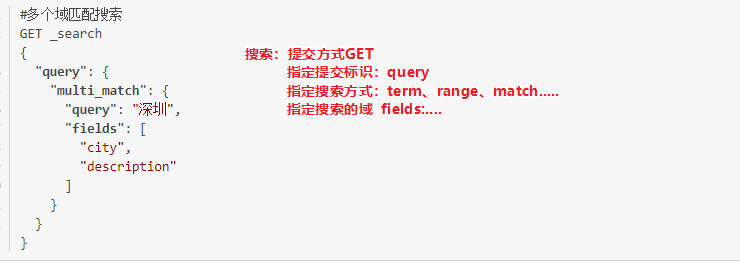 #多个域匹配搜索
GET _search
{ 搜索：提交方式GET
"query": { 指定提交标识：query
"multi_match": { 指定搜索方式：term、range、match.....
"query": "深圳", 指定搜索的域 fields:....
"fields": [
"city",
"description"
]
}
}
}